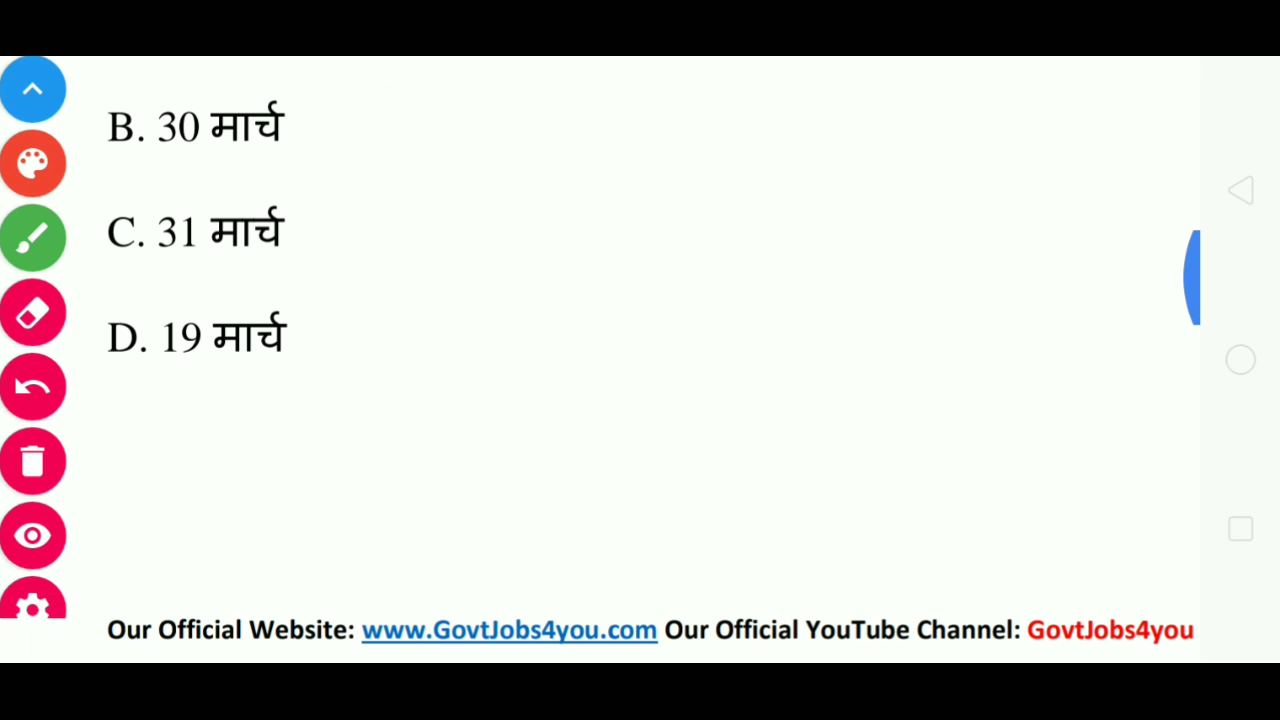 B. 30 मार्च
C. 31 मार्च
D. 19 मार्च
Our Official Website: www.GovtJobs4you.com Our Official YouTube Channel: GovtJobs4you